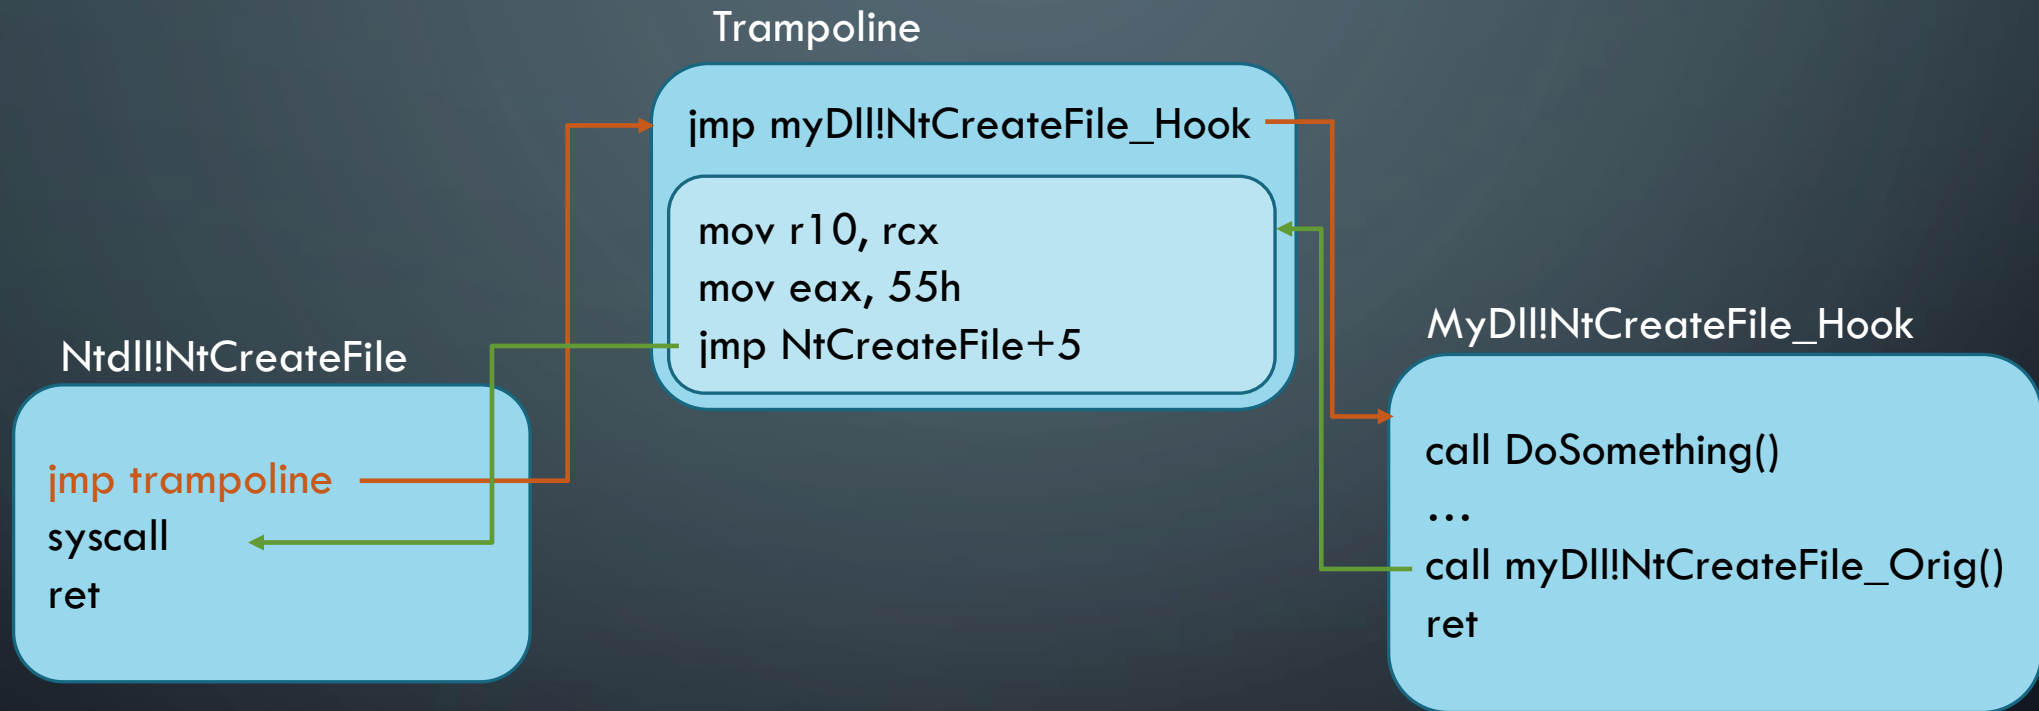 Trampoline
jmp myDll!NtCreateFile_Hook
mov r10, rcx
mov eax, 55h
jmp NtCreateFile+5
Ntdll!NtCreateFile
jmp trampoline
syscall
ret
MyDll!NtCreateFile_Hook
call DoSomething()
...
call myDll!NtCreateFile_Orig()
ret